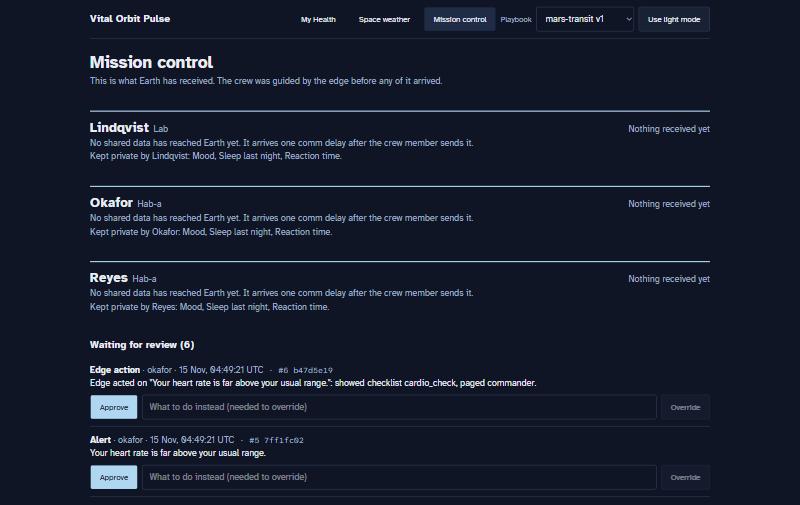 Vital Orbit Pulse My Health Space weather Mission control Playbook mars-transit v1 Use light mode
Mission control
This is what Earth has received. The crew was guided by the edge before any of it arrived.
Lindqvist Lab Nothing received yet
No shared data has reached Earth yet. It arrives one comm delay after the crew member sends it.
Kept private by Lindqvist: Mood, Sleep last night, Reaction time.
Okafor Hab-a Nothing received yet
No shared data has reached Earth yet. It arrives one comm delay after the crew member sends it.
Kept private by Okafor: Mood, Sleep last night, Reaction time.
Reyes Hab-a Nothing received yet
No shared data has reached Earth yet. It arrives one comm delay after the crew member sends it.
Kept private by Reyes: Mood, Sleep last night, Reaction time.
Waiting for review (6)
Edge action · okafor · 15 Nov, 04:49:21 UTC · #6 b47d5e19
Edge acted on "Your heart rate is far above your usual range.": showed checklist cardio_check, paged commander.
Approve What to do instead (needed to override) Override
Alert · okafor · 15 Nov, 04:49:21 UTC · #5 7ff1fc02
Your heart rate is far above your usual range.
Approve What to do instead (needed to override) Override